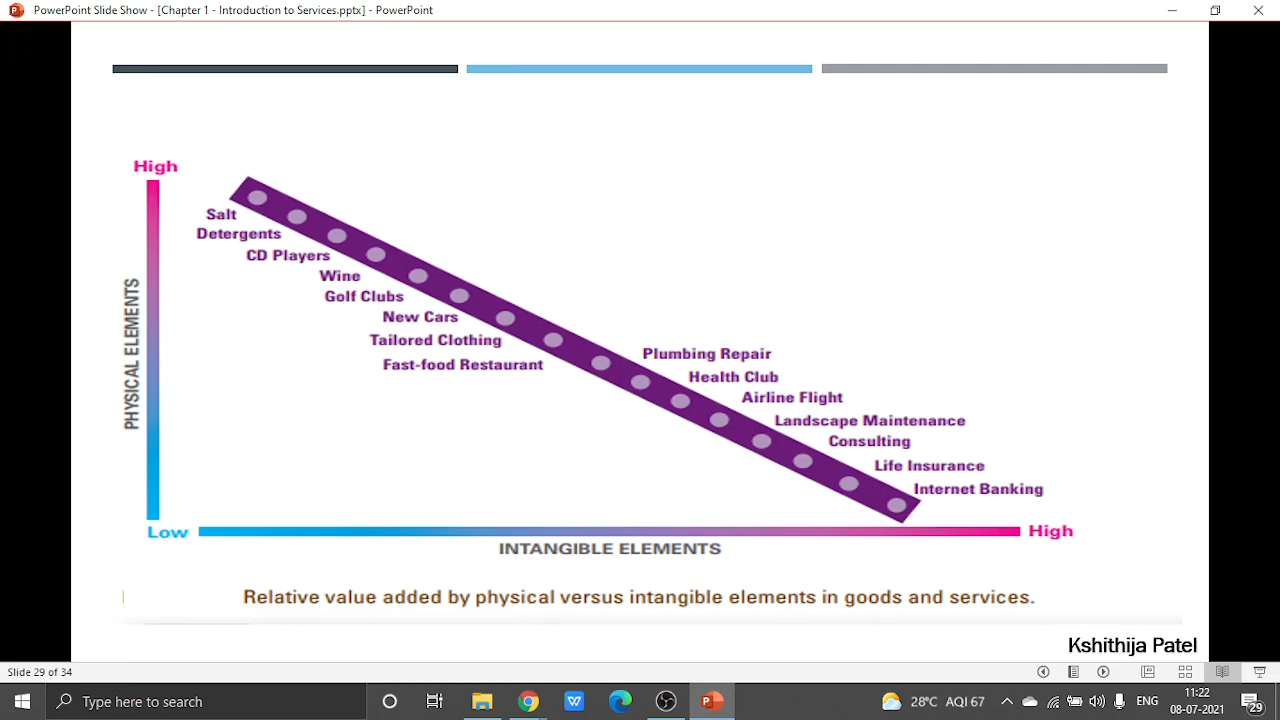 PowerPoint Slide Show - [Chapter 1 - Introduction to Services.pptx] - PowerPoint
High
Salt
Detergents
CD Players
Wine
Golf Clubs
New Cars
Tailored Clothing
Fast-food Restaurant
Plumbing Repair
Health Club
Airline Flight
Landscape Maintenance
Consulting
Life Insurance
Internet Banking
PHYSICAL ELEMENTS
Low
High
INTANGIBLE ELEMENTS
Relative value added by physical versus intangible elements in goods and services.
Kshithija Patel
Slide 29 of 34
Type here to search
28°C AQI 67
ENG
11:22
08-07-2021
29